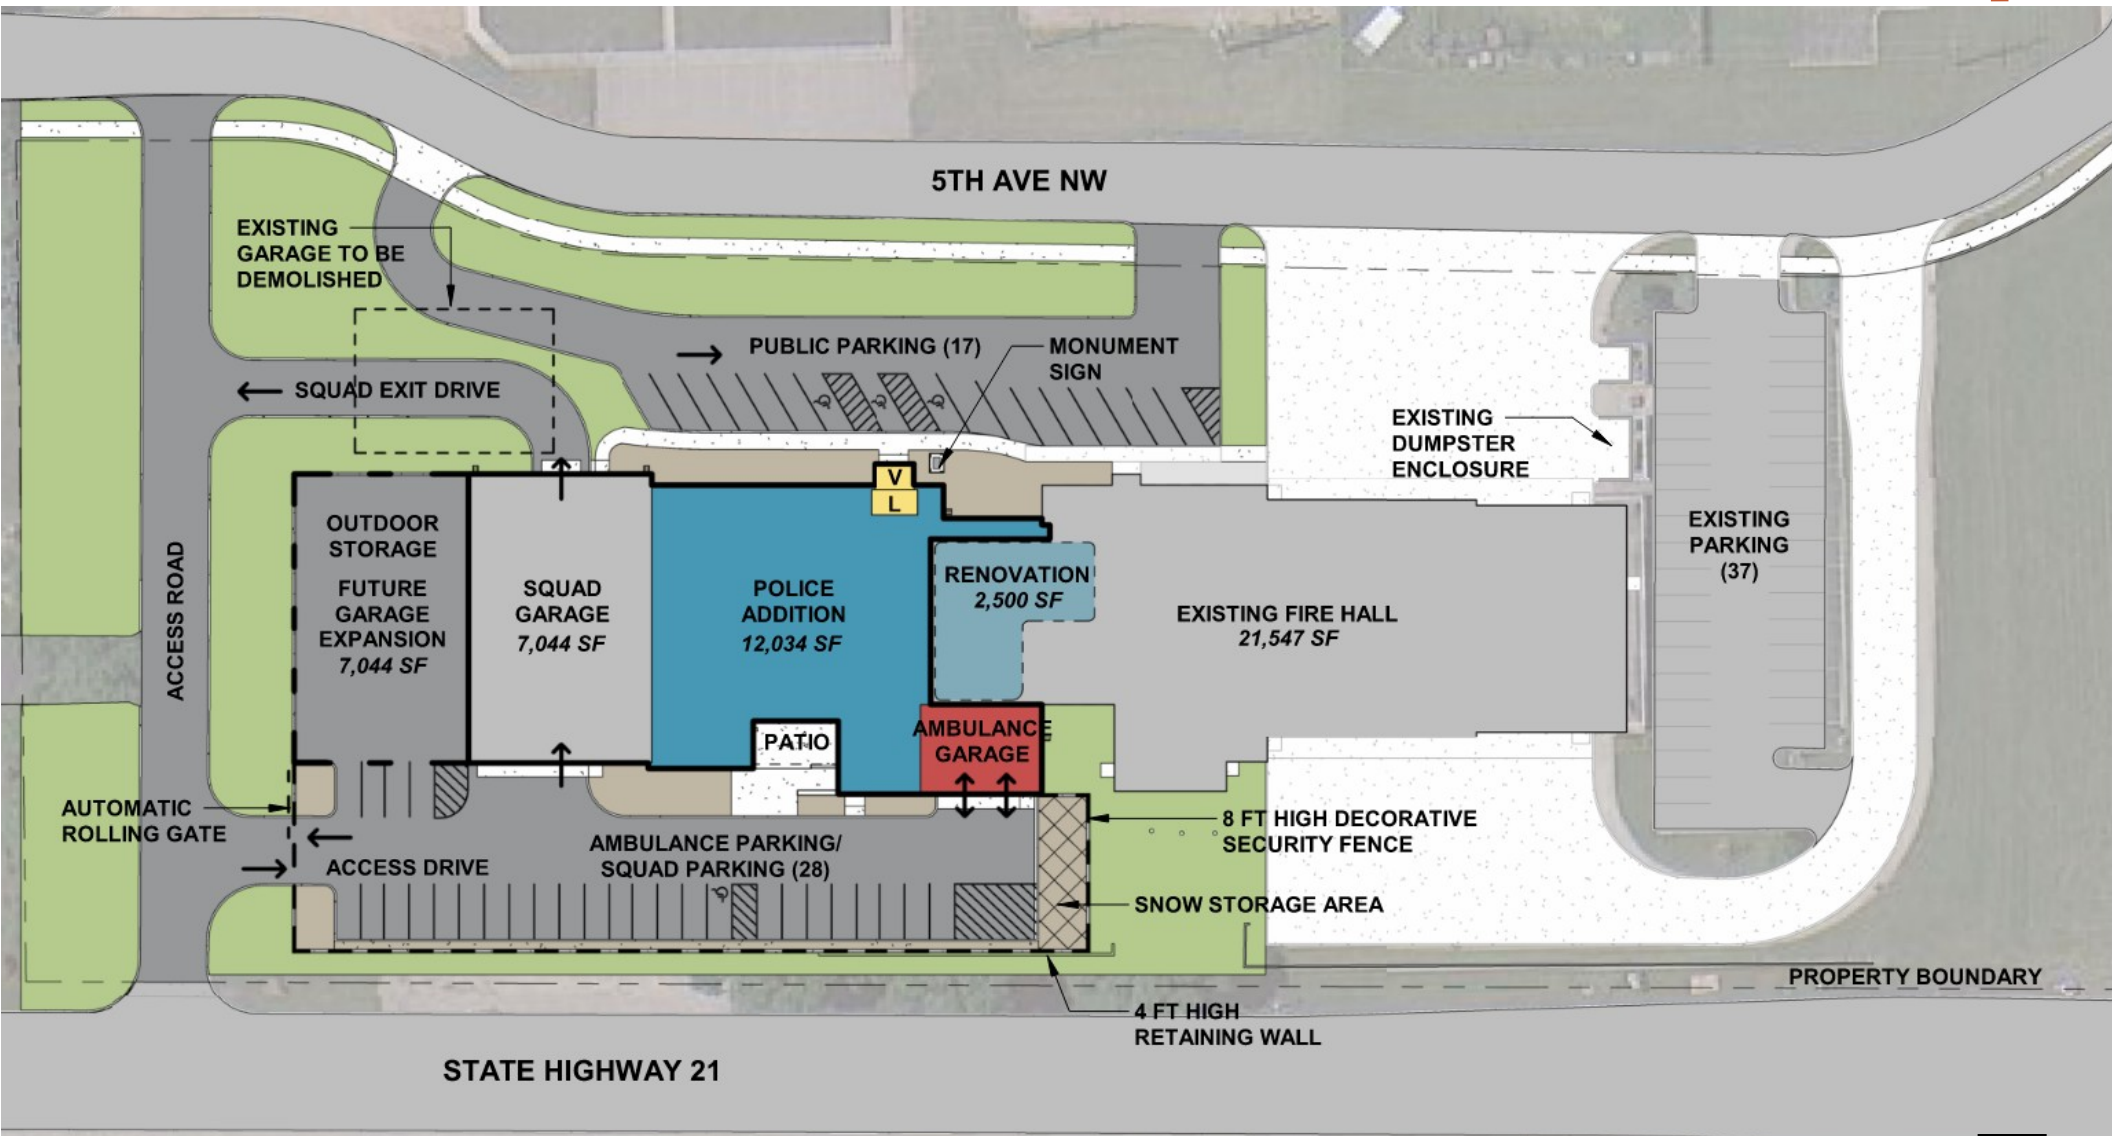 5TH AVE NW
EXISTING
GARAGE TO BE
DEMOLISHED
PUBLIC PARKING (17)
MONUMENT
SIGN
SQUAD EXIT DRIVE
EXISTING
DUMPSTER
ENCLOSURE
V
L
OUTDOOR
STORAGE
FUTURE
GARAGE
EXPANSION
7,044 SF
SQUAD
GARAGE
7,044 SF
POLICE
ADDITION
12,034 SF
RENOVATION
2,500 SF
EXISTING FIRE HALL
21,547 SF
EXISTING
PARKING
(37)
ACCESS ROAD
PATIO
AMBULANCE
GARAGE
AUTOMATIC
ROLLING GATE
AMBULANCE PARKING/
SQUAD PARKING (28)
ACCESS DRIVE
8 FT HIGH DECORATIVE
SECURITY FENCE
SNOW STORAGE AREA
PROPERTY BOUNDARY
4 FT HIGH
RETAINING WALL
STATE HIGHWAY 21